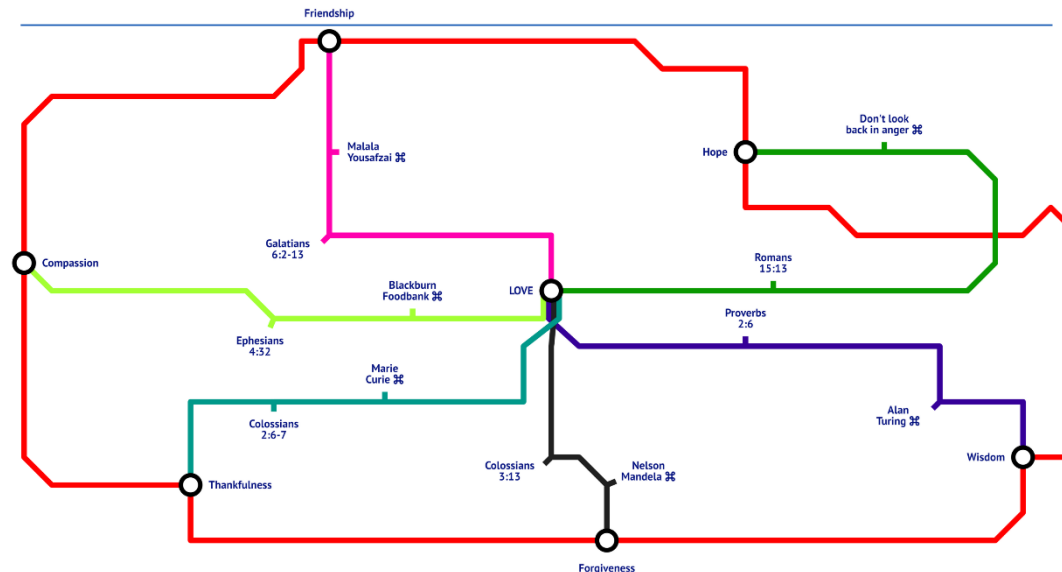 Friendship
Don't look
back in anger ⌘
Malala
Yousafzai ⌘
Hope
Galatians
6:2-13
Romans
15:13
Compassion
Blackburn
Foodbank ⌘
LOVE
Proverbs
2:6
Ephesians
4:32
Marie
Curie ⌘
Colossians
2:6-7
Alan
Turing ⌘
Colossians
3:13
Nelson
Mandela ⌘
Wisdom
Thankfulness
Forgiveness